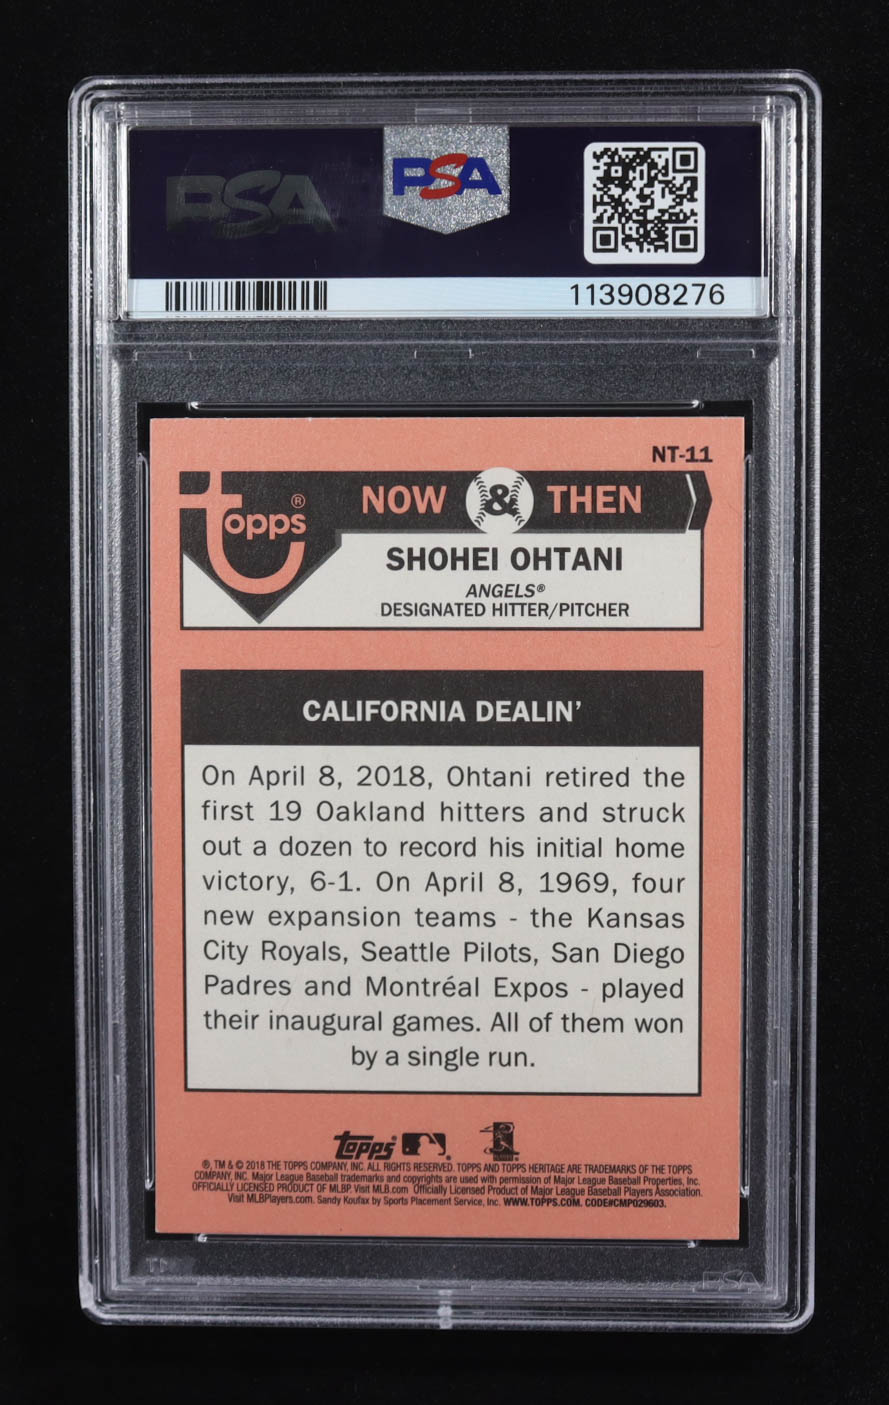 PSA PSA
113908276
NT-11
topps® NOW & THEN
SHOHEI OHTANI
ANGELS®
DESIGNATED HITTER/PITCHER
CALIFORNIA DEALIN'
On April 8, 2018, Ohtani retired the
first 19 Oakland hitters and struck
out a dozen to record his initial home
victory, 6-1. On April 8, 1969, four
new expansion teams - the Kansas
City Royals, Seattle Pilots, San Diego
Padres and Montréal Expos - played
their inaugural games. All of them won
by a single run.
topps
®, TM & © 2018 THE TOPPS COMPANY, INC. ALL RIGHTS RESERVED. TOPPS AND TOPPS HERITAGE ARE TRADEMARKS OF THE TOPPS
COMPANY, INC. Major League Baseball trademarks and copyrights are used with permission of Major League Baseball Properties, Inc.
OFFICIALLY LICENSED PRODUCT OF MLBP. Visit MLB.com Officially Licensed Product of Major League Baseball Players Association.
Visit MLBPlayers.com. Sandy Koufax by Sports Placement Service, Inc. WWW.TOPPS.COM. CODE#CMP029603.
PSA